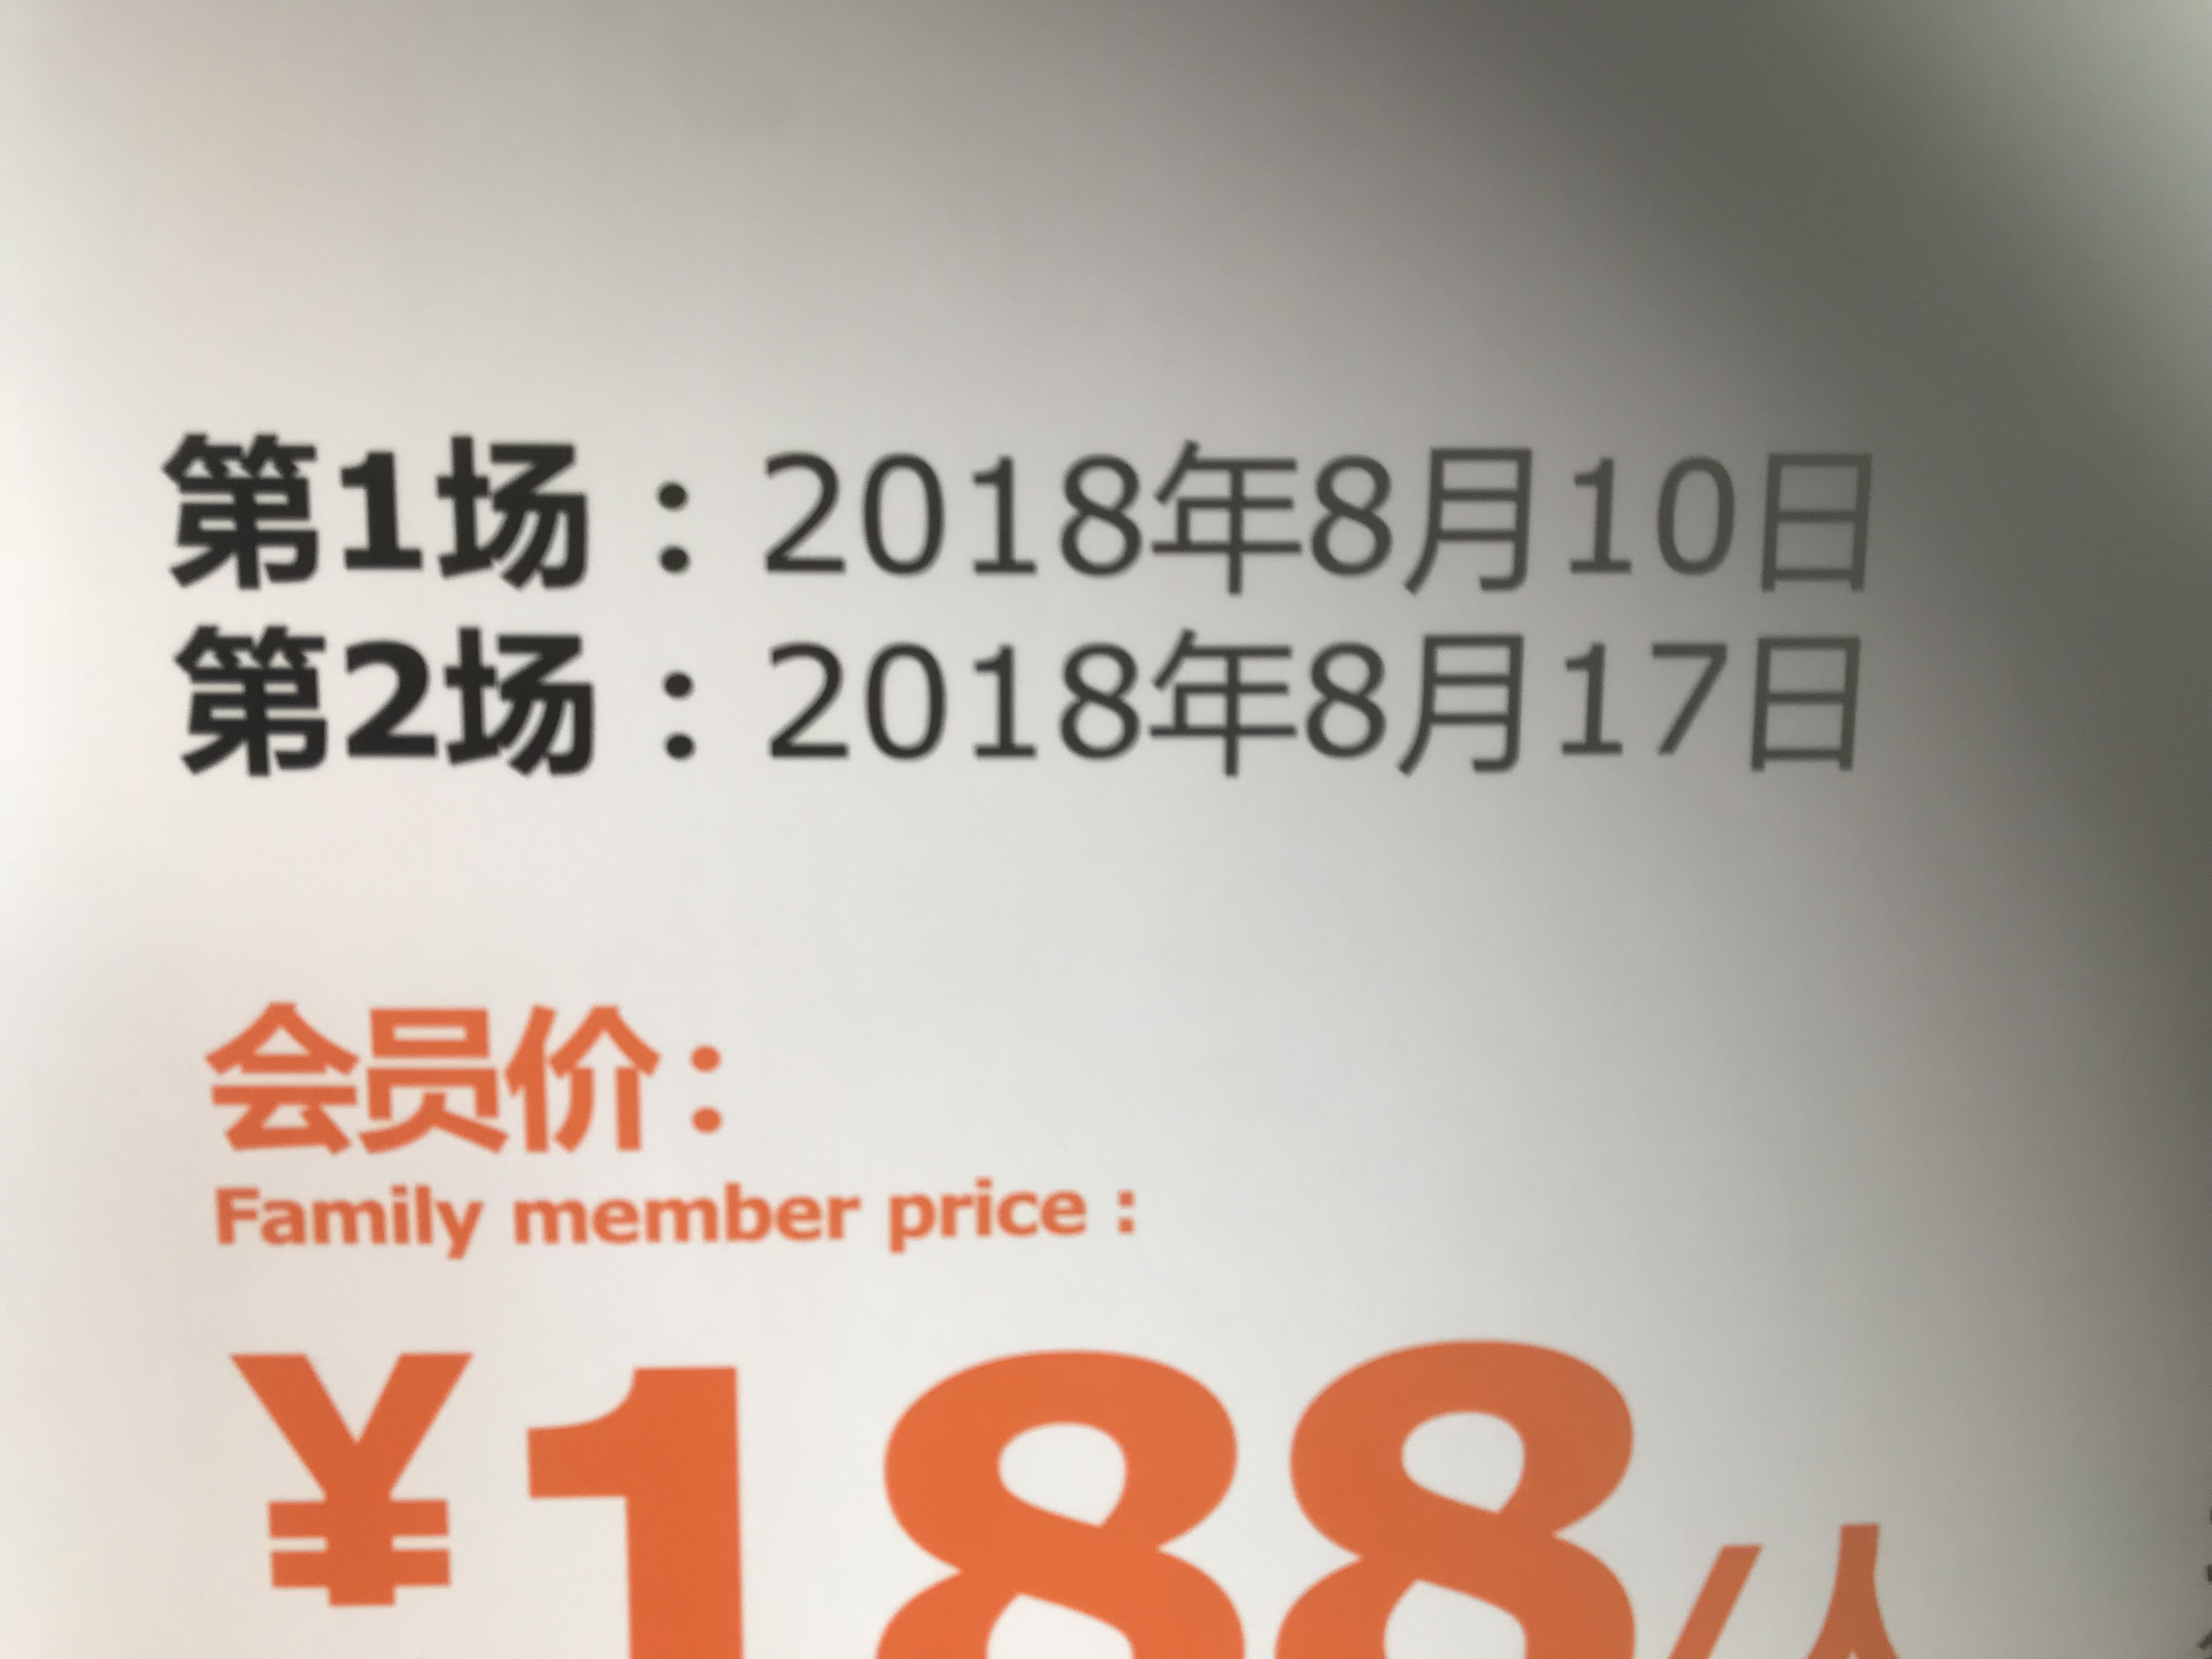 第1场：2018年8月10日
第2场：2018年8月17日
会员价：
Family member price :
¥188/人